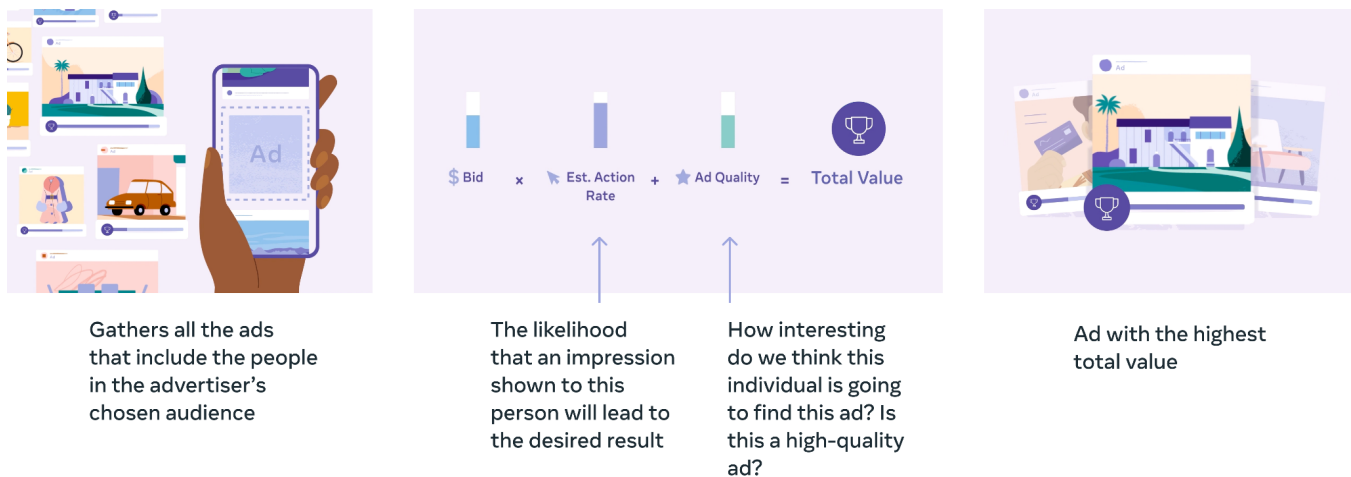 Ad
Ad
Ad
$ Bid x Est. Action Rate + Ad Quality = Total Value
Ad
Ad
Gathers all the ads
that include the people
in the advertiser's
chosen audience
The likelihood
that an impression
shown to this
person will lead to
the desired result
How interesting
do we think this
individual is going
to find this ad? Is
this a high-quality
ad?
Ad with the highest
total value